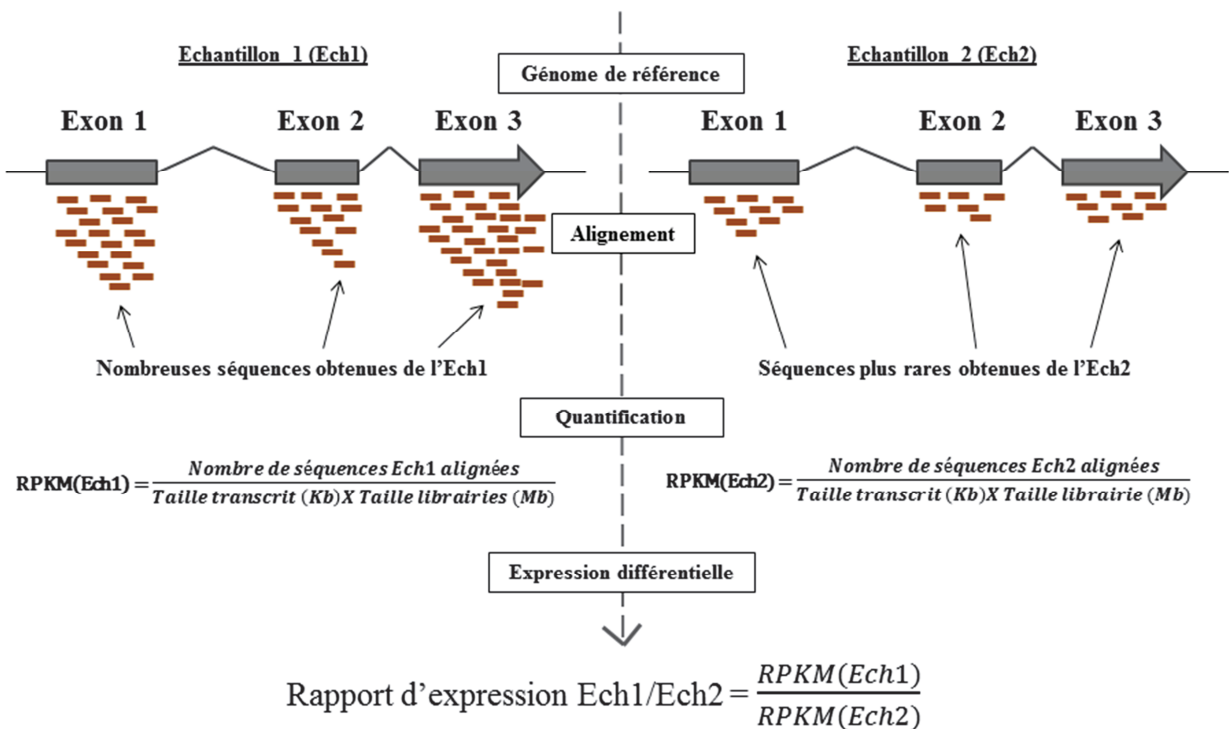 Echantillon 1 (Ech1)
Génome de référence
Echantillon 2 (Ech2)
Exon 1
Exon 2
Exon 3
Exon 1
Exon 2
Exon 3
Alignement
Nombreuses séquences obtenues de l'Ech1
Séquences plus rares obtenues de l'Ech2
Quantification
RPKM(Ech1) = Nombre de séquences Ech1 alignées
Taille transcrit (Kb)X Taille librairies (Mb)
RPKM(Ech2) = Nombre de séquences Ech2 alignées
Taille transcrit (Kb)X Taille librairie (Mb)
Expression différentielle
Rapport d'expression Ech1/Ech2 = RPKM(Ech1)
RPKM(Ech2)